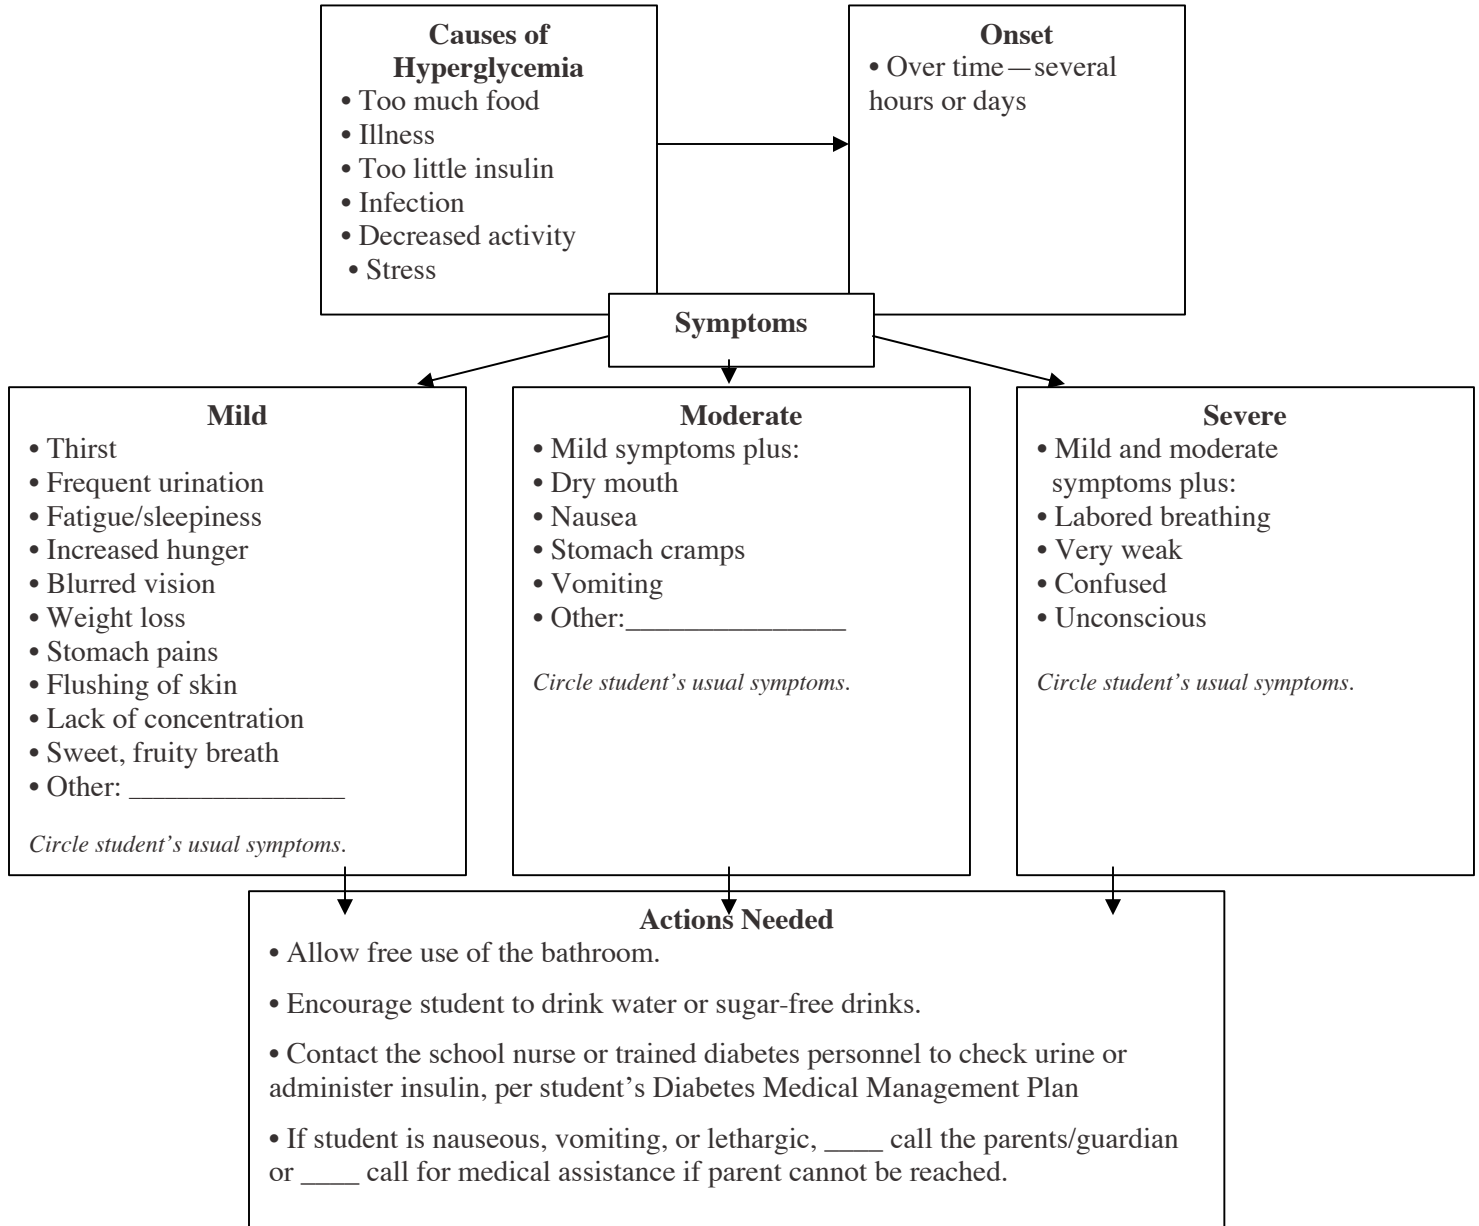 Causes of
Hyperglycemia
• Too much food
• Illness
• Too little insulin
• Infection
• Decreased activity
• Stress
Onset
• Over time—several
hours or days
Symptoms
Mild
• Thirst
• Frequent urination
• Fatigue/sleepiness
• Increased hunger
• Blurred vision
• Weight loss
• Stomach pains
• Flushing of skin
• Lack of concentration
• Sweet, fruity breath
• Other: __________________
Circle student’s usual symptoms.
Moderate
• Mild symptoms plus:
• Dry mouth
• Nausea
• Stomach cramps
• Vomiting
• Other:_______________
Circle student’s usual symptoms.
Severe
• Mild and moderate
symptoms plus:
• Labored breathing
• Very weak
• Confused
• Unconscious
Circle student’s usual symptoms.
Actions Needed
• Allow free use of the bathroom.
• Encourage student to drink water or sugar-free drinks.
• Contact the school nurse or trained diabetes personnel to check urine or
administer insulin, per student’s Diabetes Medical Management Plan
• If student is nauseous, vomiting, or lethargic, ____ call the parents/guardian
or ____ call for medical assistance if parent cannot be reached.